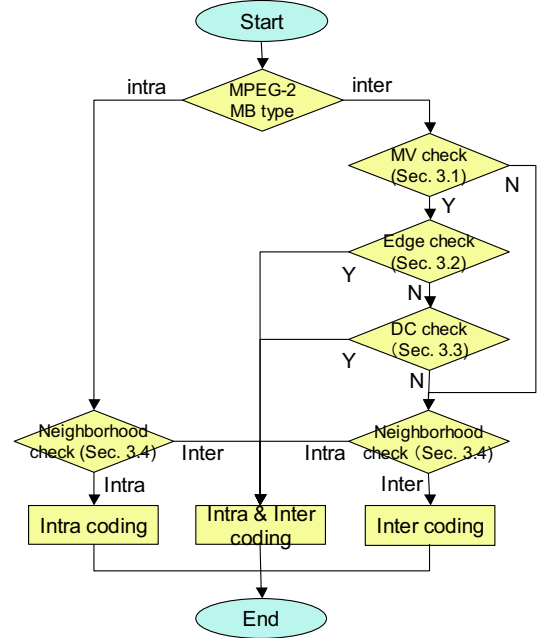 Start
MPEG-2
MB type
intra
inter
MV check
(Sec. 3.1)
N
Y
Edge check
(Sec. 3.2)
Y
N
DC check
(Sec. 3.3)
Y
N
Neighborhood
check (Sec. 3.4)
Inter
Intra
Neighborhood
check (Sec. 3.4)
Intra
Inter
Intra coding
Intra & Inter
coding
Inter coding
End